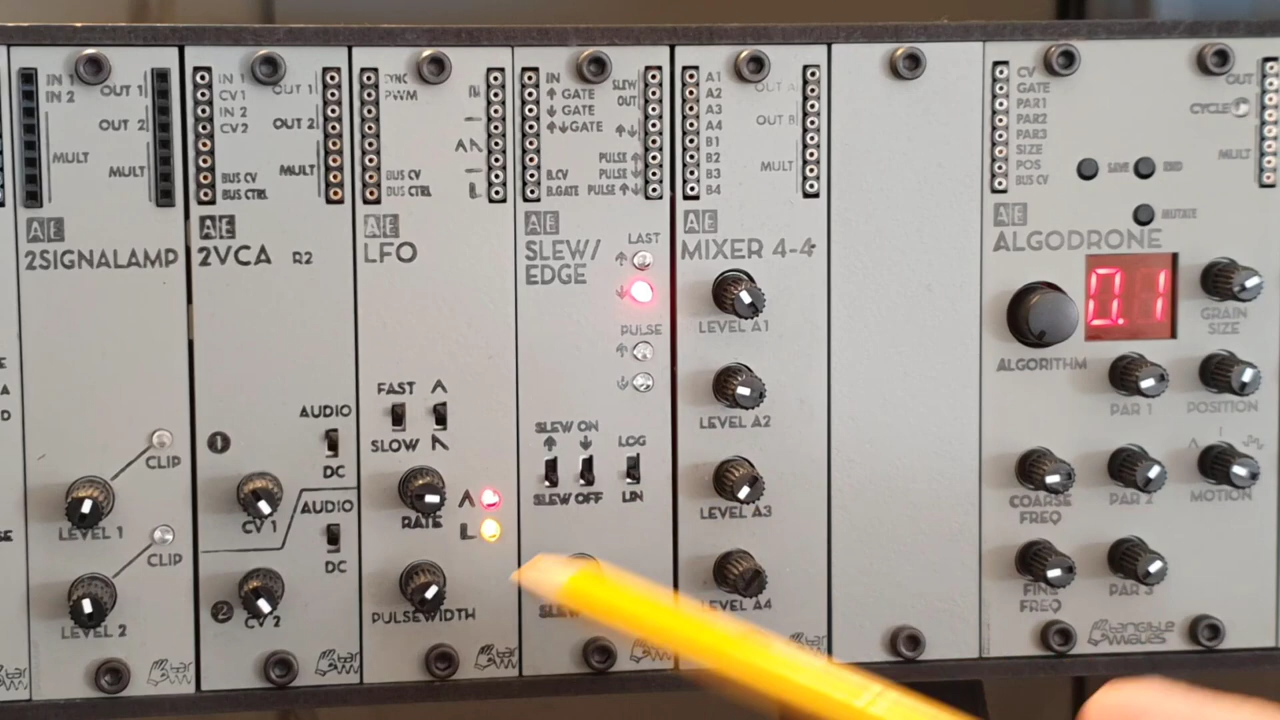 IN 1
IN 2
OUT 1
OUT 2
MULT
MULT
AE
2SIGNALAMP
CLIP
LEVEL 1
CLIP
LEVEL 2
IN 1
CV 1
IN 2
CV2
BUS CV
BUS CTRL
OUT 1
OUT 2
MULT
AE
2VCA R2
AUDIO
DC
1
CV 1
AUDIO
DC
2
CV 2
SYNC
PWM
BUS CV
BUS CTRL
AE
LFO
FAST
SLOW
RATE
PULSEWIDTH
IN
GATE
GATE
GATE
B.CV
B.GATE
SLEW
OUT
PULSE
PULSE
PULSE
AE
SLEW/
EDGE
LAST
PULSE
SLEW ON
SLEW OFF
LOG
LIN
SLEW
A1
A2
A3
A4
B1
B2
B3
B4
OUT A
OUT B
MULT
AE
MIXER 4-4
LEVEL A1
LEVEL A2
LEVEL A3
LEVEL A4
CV
GATE
PAR1
PAR2
PAR3
SIZE
POS
BUS CV
OUT
CYCLE
MULT
SAVE
MUTATE
AE
ALGODRONE
0.1
ALGORITHM
GRAIN
SIZE
PAR 1
POSITION
COARSE
FREQ
PAR 2
MOTION
FINE
FREQ
PAR 3
tangible
waves